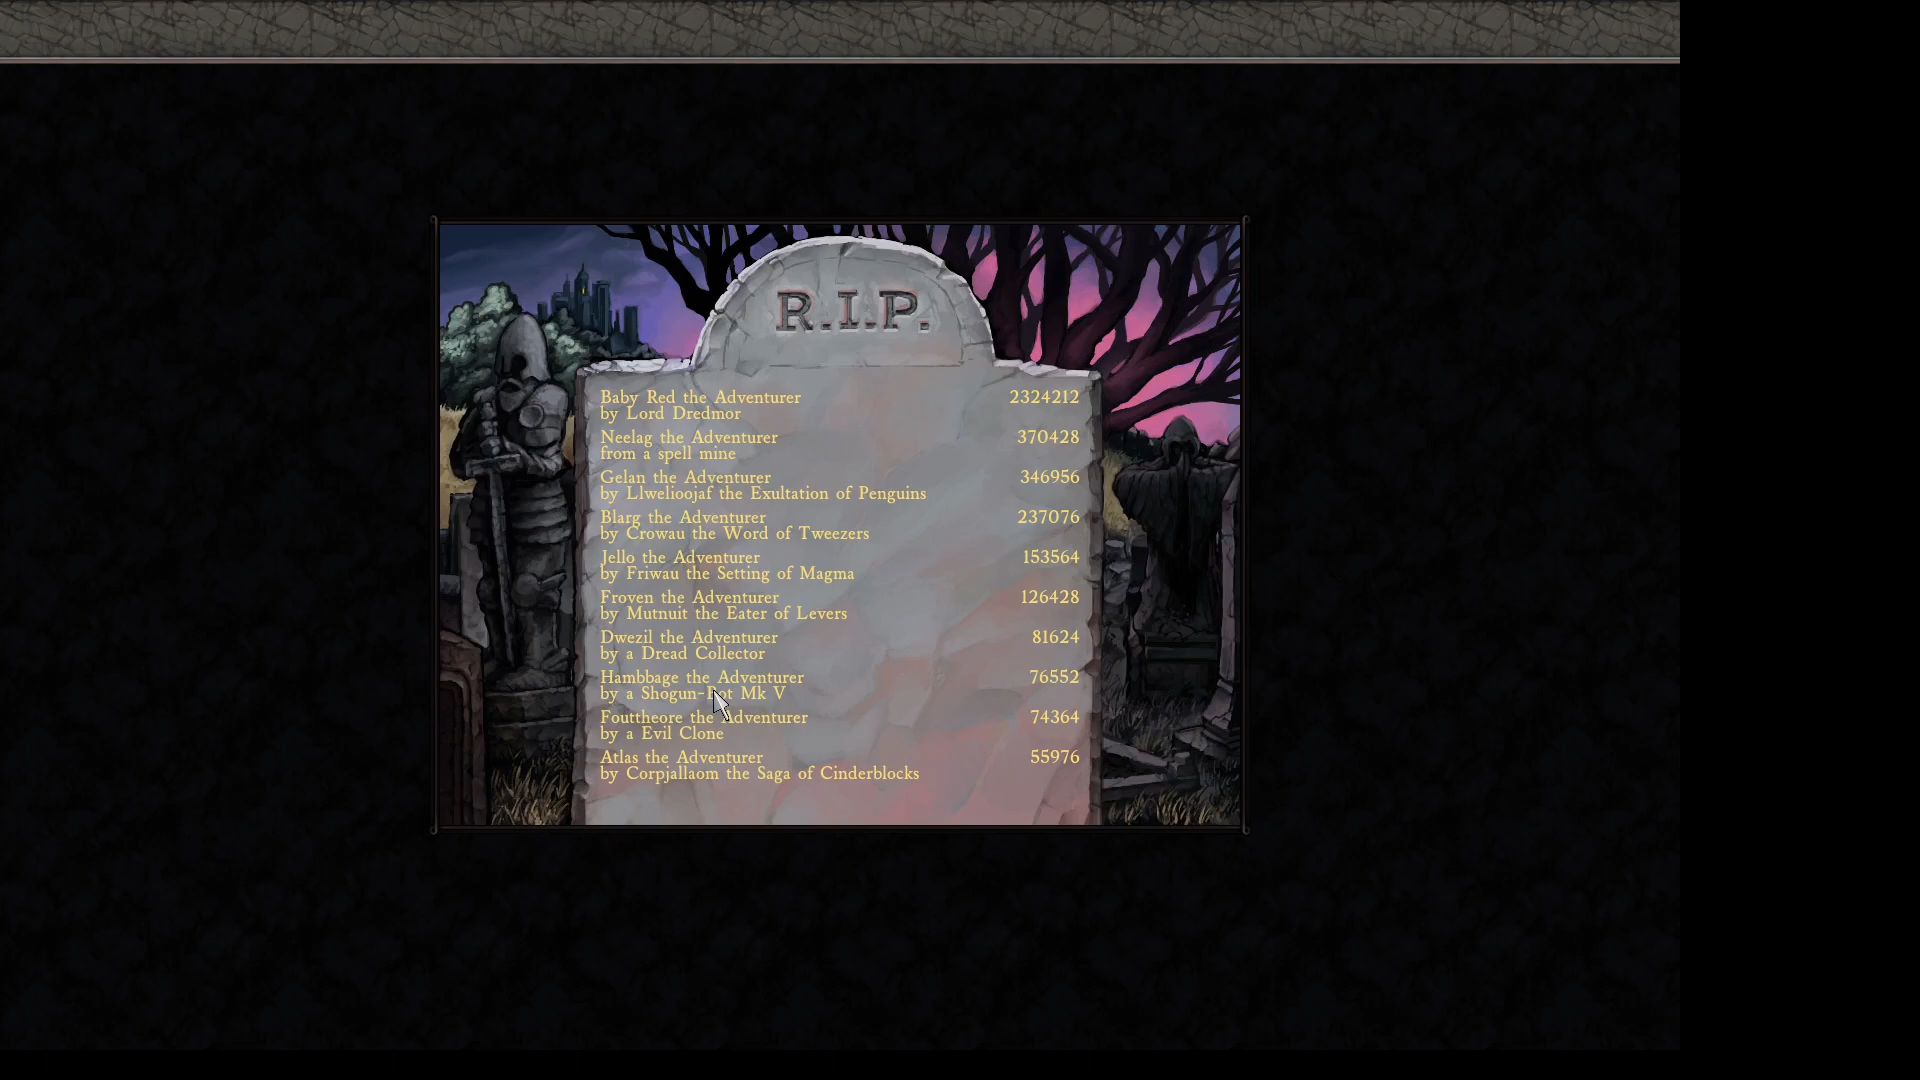 R.I.P.
Baby Red the Adventurer 2324212
by Lord Dredmor
Neelag the Adventurer 370428
from a spell mine
Gelan the Adventurer 346956
by Llwelioojaf the Exultation of Penguins
Blarg the Adventurer 237076
by Crowau the Word of Tweezers
Jello the Adventurer 153564
by Friwau the Setting of Magma
Froven the Adventurer 126428
by Mutnuit the Eater of Levers
Dwezil the Adventurer 81624
by a Dread Collector
Hambbage the Adventurer 76552
by a Shogun-Bot Mk V
Fouttheore the Adventurer 74364
by a Evil Clone
Atlas the Adventurer 55976
by Corpjallaom the Saga of Cinderblocks